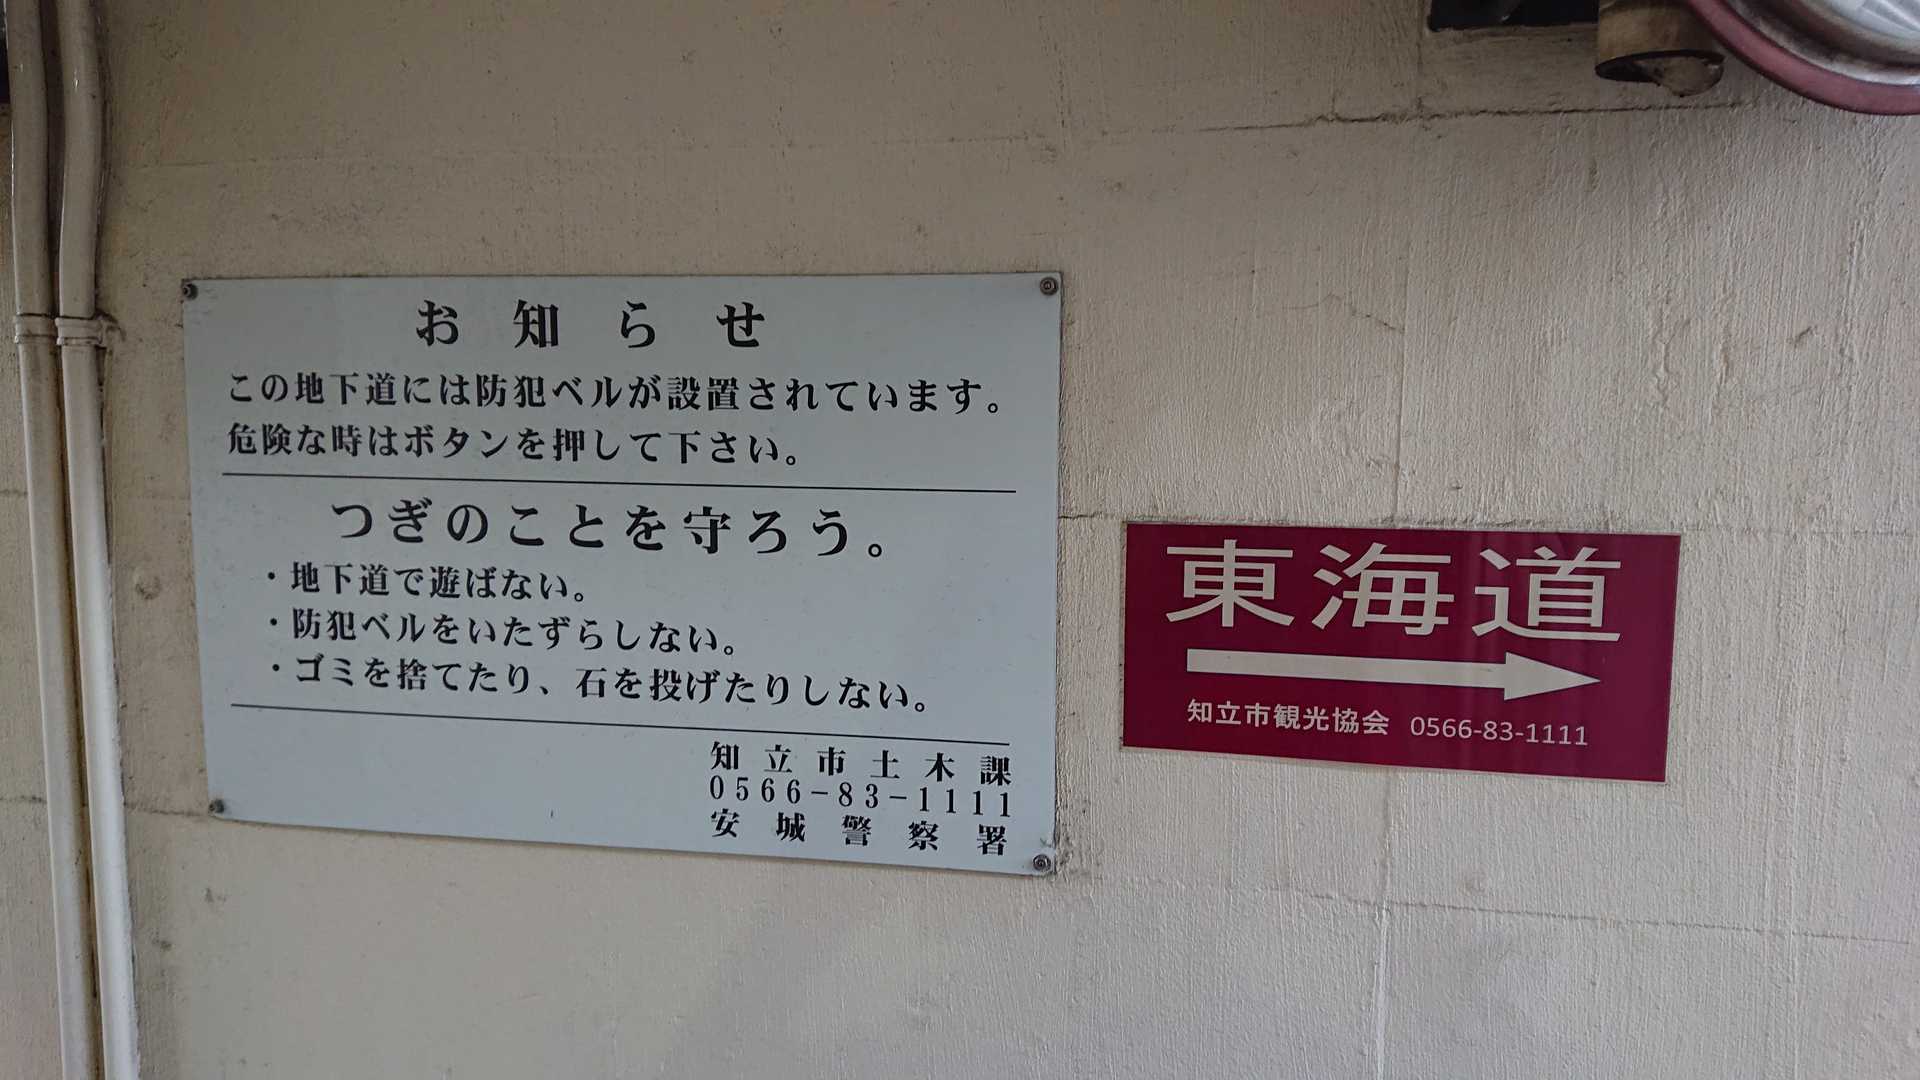 お知らせ
この地下道には防犯ベルが設置されています。
危険な時はボタンを押して下さい。
つぎのことを守ろう。
・地下道で遊ばない。
・防犯ベルをいたずらしない。
・ゴミを捨てたり、石を投げたりしない。
知立市土木課
0566-83-1111
安城警察署
東海道
知立市観光協会 0566-83-1111